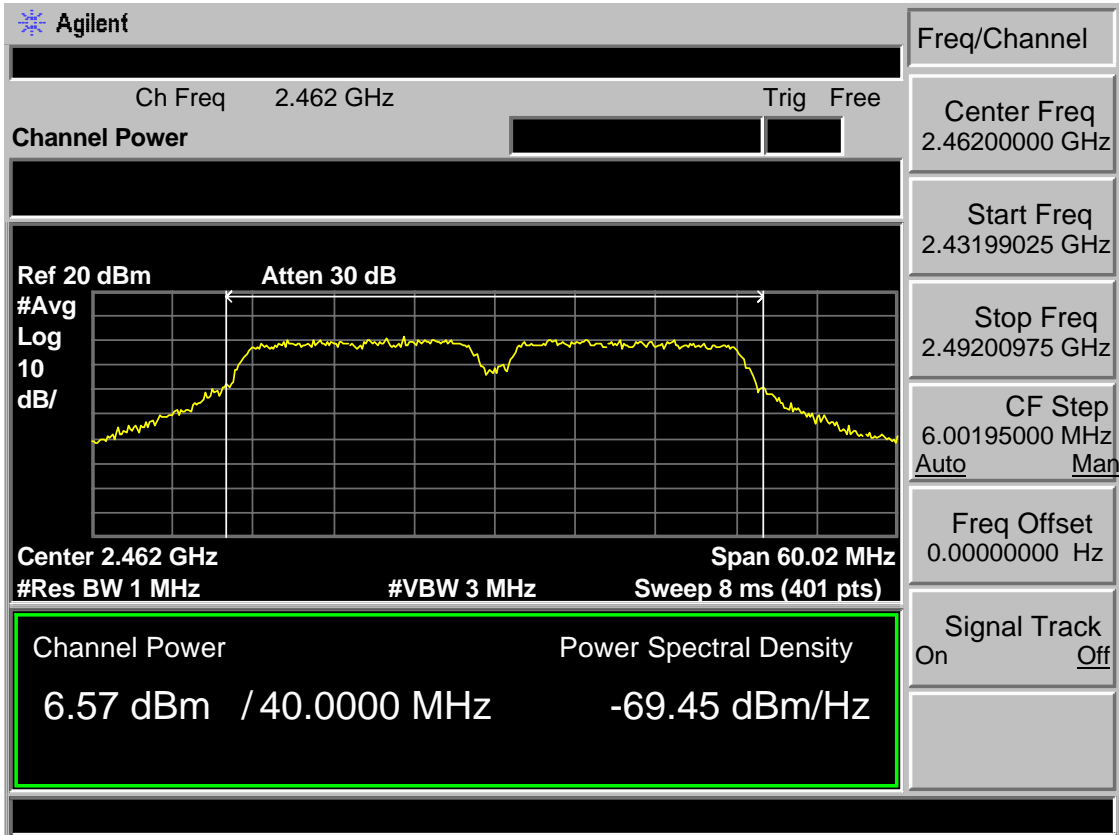 Agilent
Ch Freq 2.462 GHz Trig Free
Channel Power
Ref 20 dBm Atten 30 dB
#Avg
Log
10
dB/
Center 2.462 GHz Span 60.02 MHz
#Res BW 1 MHz #VBW 3 MHz Sweep 8 ms (401 pts)
Channel Power Power Spectral Density
6.57 dBm / 40.0000 MHz -69.45 dBm/Hz
Freq/Channel
Center Freq
2.46200000 GHz
Start Freq
2.43199025 GHz
Stop Freq
2.49200975 GHz
CF Step
6.00195000 MHz
Auto Man
Freq Offset
0.00000000 Hz
Signal Track
On Off